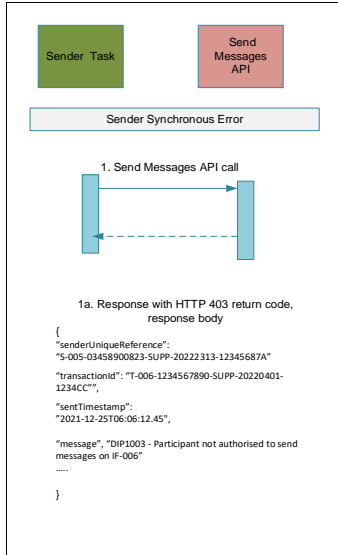 Sender Task
Send
Messages
API
Sender Synchronous Error
1. Send Messages API call
1a. Response with HTTP 403 return code,
response body
{
“senderUniqueReference”:
“S-005-03458900823-SUPP-20222313-12345687A”
“transactionId”: “T-006-1234567890-SUPP-20220401-
1234CC””,
“sentTimestamp”:
“2021-12-25T06:06:12.45”,
“message”, “DIP1003 - Participant not authorised to send
messages on IF-006”
…..
}